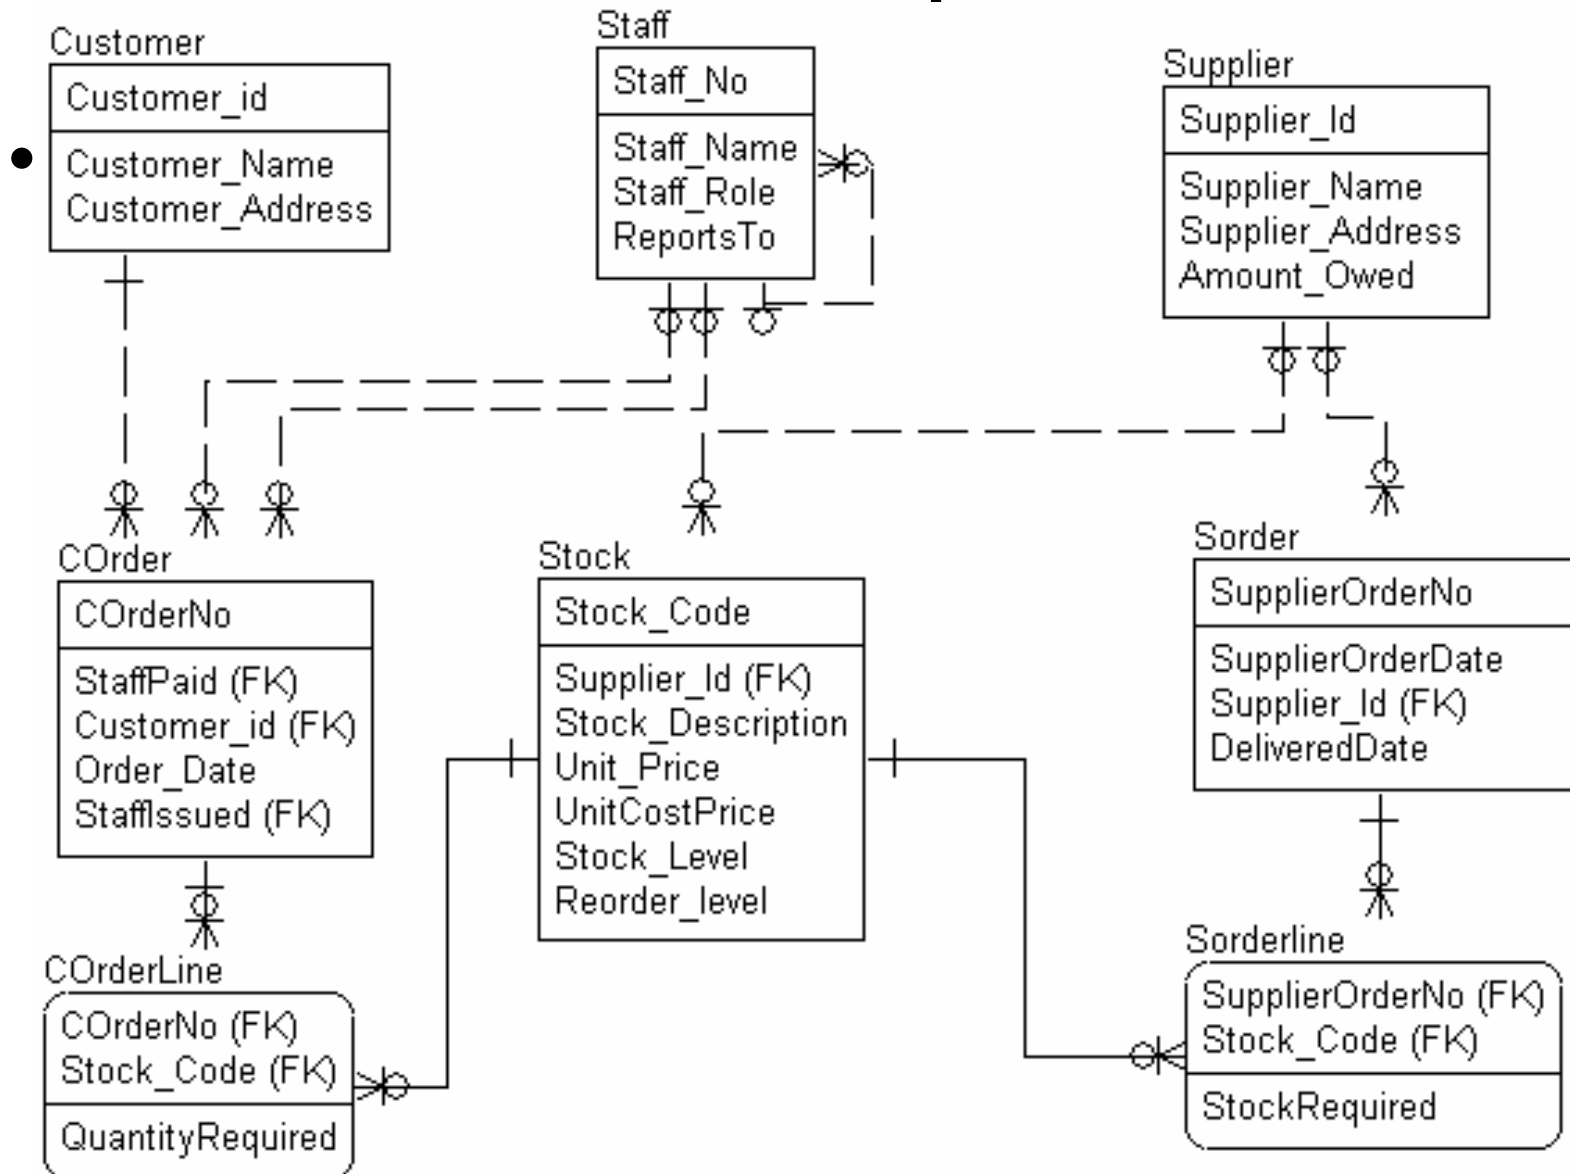 Customer
Customer_id
Customer_Name
Customer_Address
Staff
Staff_No
Staff_Name
Staff_Role
ReportsTo
Supplier
Supplier_Id
Supplier_Name
Supplier_Address
Amount_Owed
COrder
COrderNo
StaffPaid (FK)
Customer_id (FK)
Order_Date
StaffIssued (FK)
Stock
Stock_Code
Supplier_Id (FK)
Stock_Description
Unit_Price
UnitCostPrice
Stock_Level
Reorder_level
Sorder
SupplierOrderNo
SupplierOrderDate
Supplier_Id (FK)
DeliveredDate
COrderLine
COrderNo (FK)
Stock_Code (FK)
QuantityRequired
Sorderline
SupplierOrderNo (FK)
Stock_Code (FK)
StockRequired